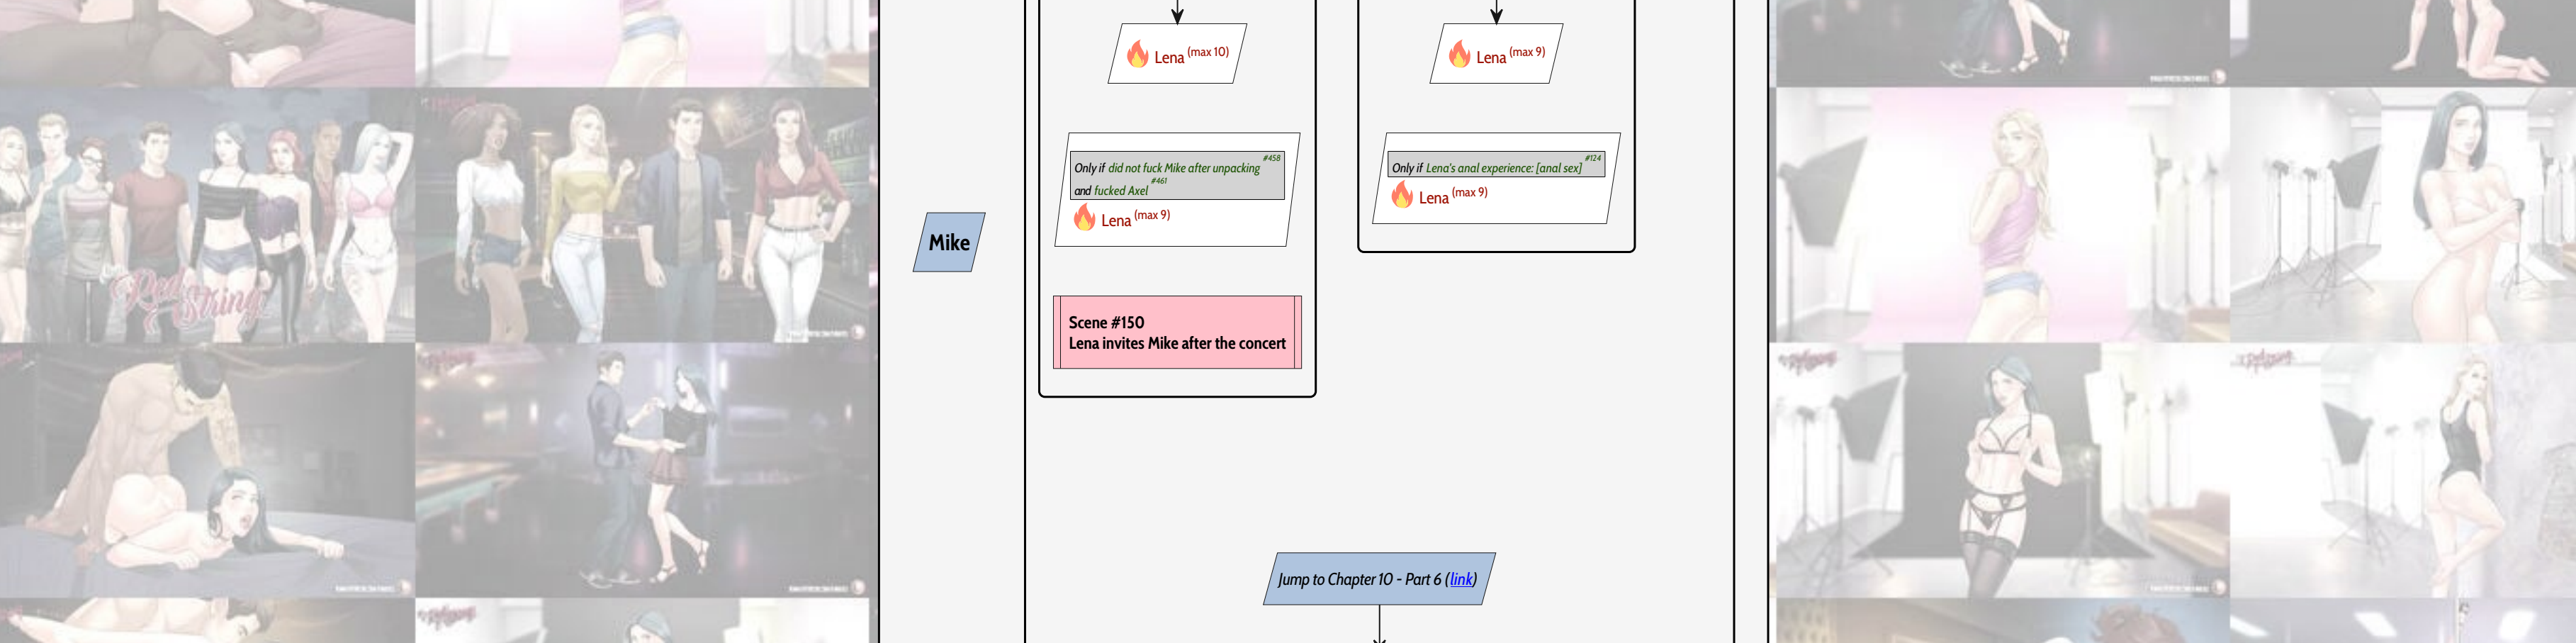 Lena (max 10)
Lena (max 9)
#458
Only if did not fuck Mike after unpacking
#461
and fucked Axel
Lena (max 9)
#124
Only if Lena's anal experience: [anal sex]
Lena (max 9)
Mike
Scene #150
Lena invites Mike after the concert
Jump to Chapter 10 - Part 6 (link)
Red
String